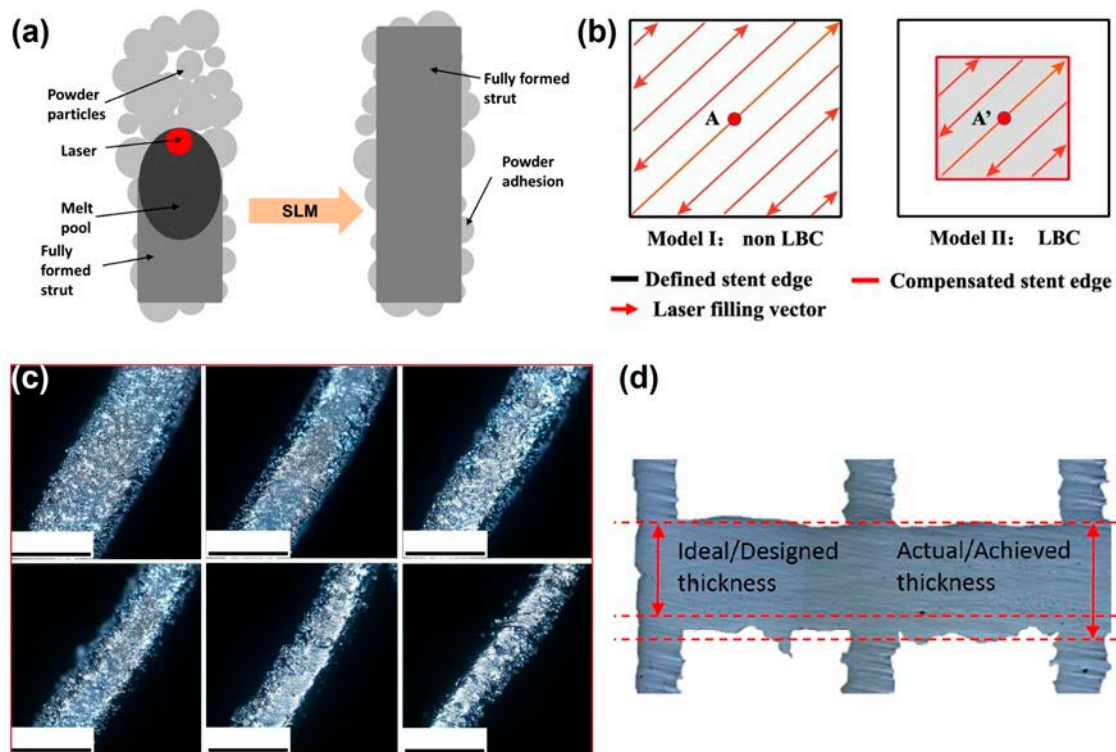 (a)
Powder
particles
Laser
Melt
pool
Fully
formed
strut
SLM
Fully formed
strut
Powder
adhesion
(b)
A
A'
Model I: non LBC
Model II: LBC
Defined stent edge
Compensated stent edge
Laser filling vector
(c)
(d)
Ideal/Designed
thickness
Actual/Achieved
thickness